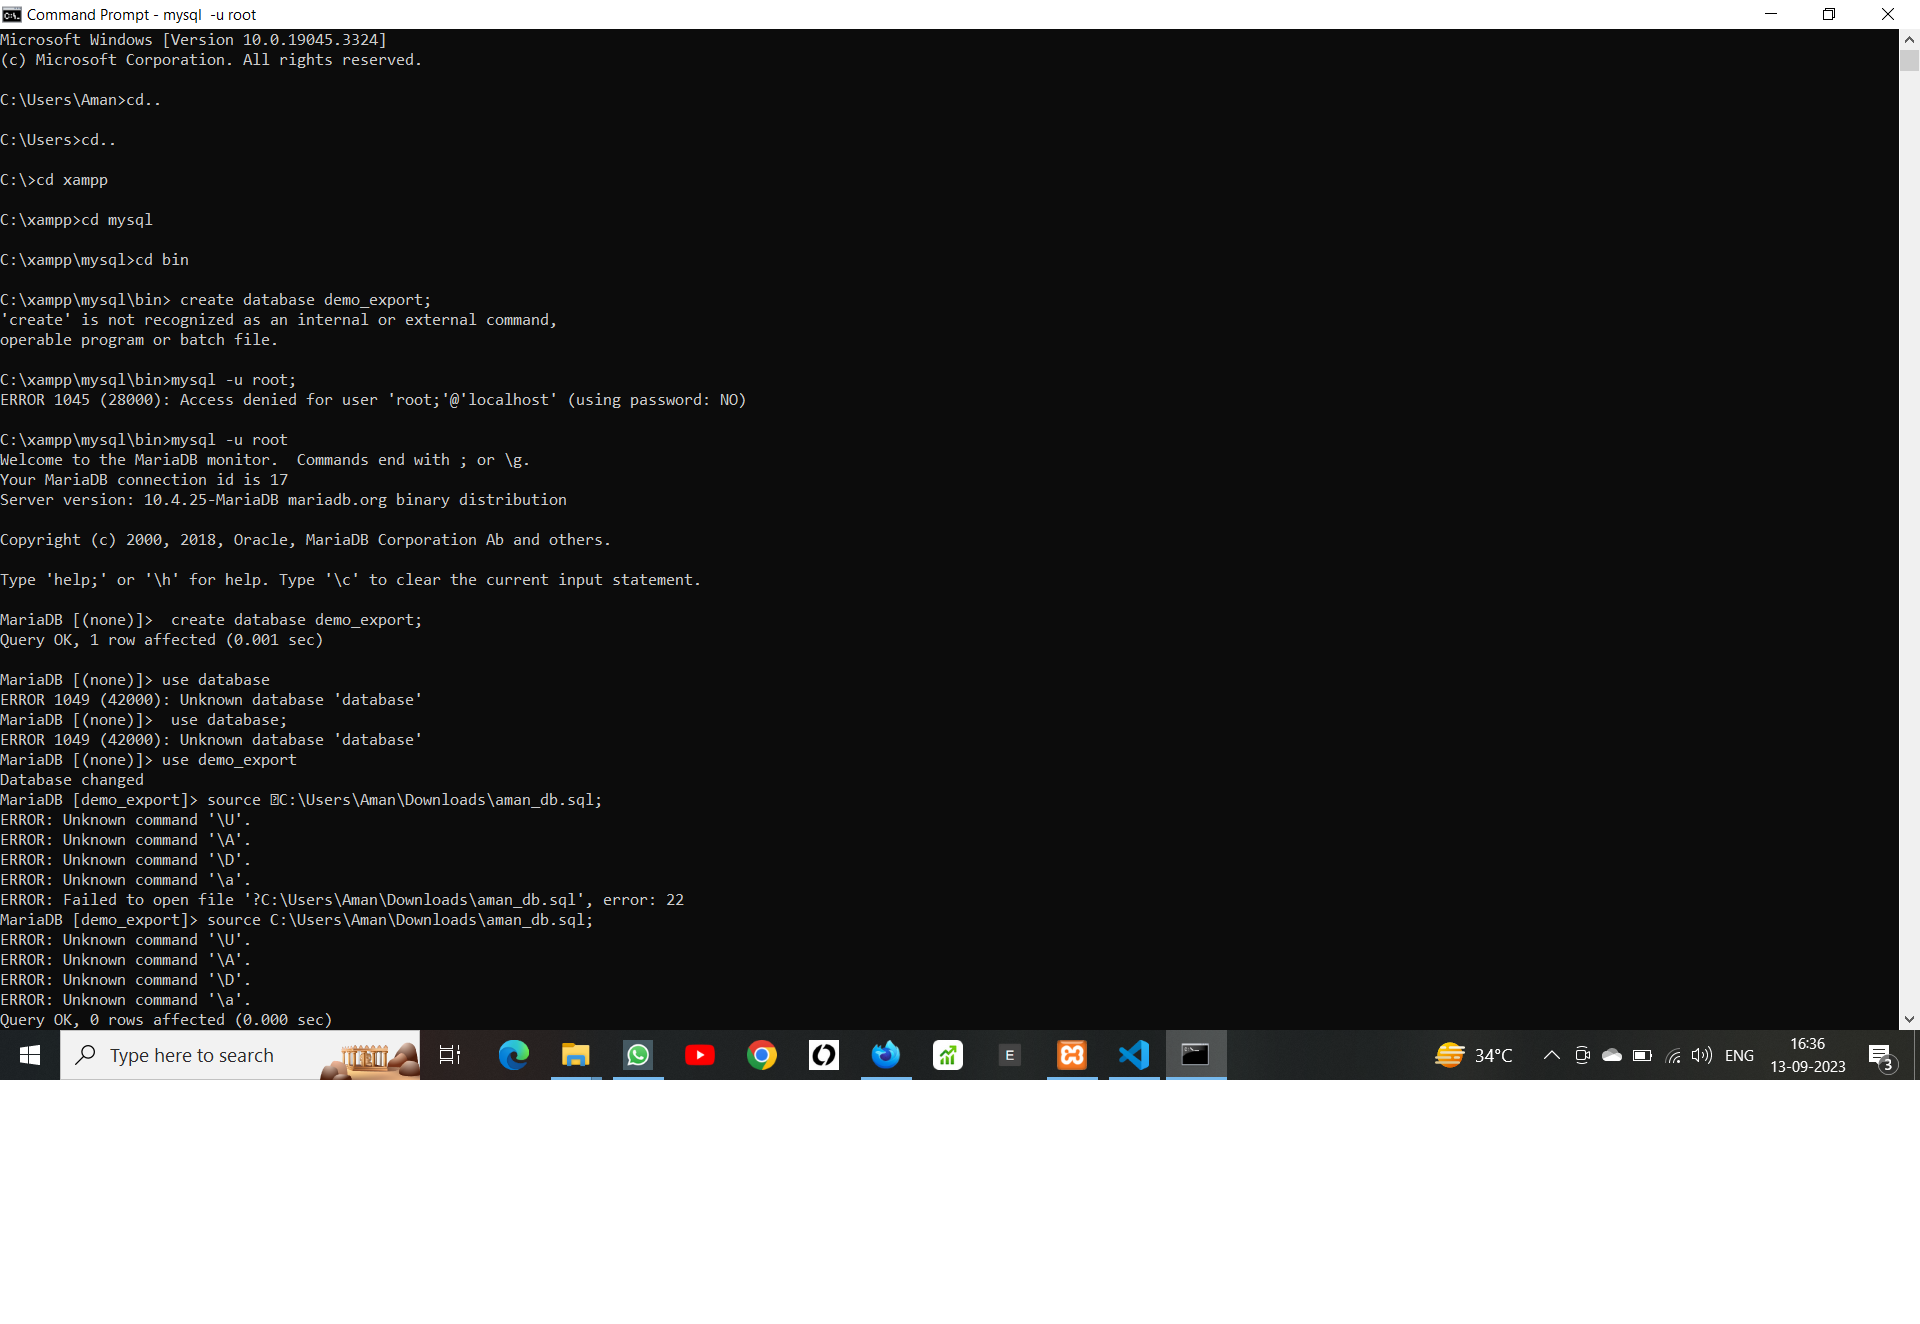 Command Prompt - mysql  -u root
Microsoft Windows [Version 10.0.19045.3324]
(c) Microsoft Corporation. All rights reserved.
C:\Users\Aman>cd..
C:\Users>cd..
C:\>cd xampp
C:\xampp>cd mysql
C:\xampp\mysql>cd bin
C:\xampp\mysql\bin> create database demo_export;
'create' is not recognized as an internal or external command,
operable program or batch file.
C:\xampp\mysql\bin>mysql -u root;
ERROR 1045 (28000): Access denied for user 'root;'@'localhost' (using password: NO)
C:\xampp\mysql\bin>mysql -u root
Welcome to the MariaDB monitor.  Commands end with ; or \g.
Your MariaDB connection id is 17
Server version: 10.4.25-MariaDB mariadb.org binary distribution
Copyright (c) 2000, 2018, Oracle, MariaDB Corporation Ab and others.
Type 'help;' or '\h' for help. Type '\c' to clear the current input statement.
MariaDB [(none)]>  create database demo_export;
Query OK, 1 row affected (0.001 sec)
MariaDB [(none)]> use database
ERROR 1049 (42000): Unknown database 'database'
MariaDB [(none)]>  use database;
ERROR 1049 (42000): Unknown database 'database'
MariaDB [(none)]> use demo_export
Database changed
MariaDB [demo_export]> source C:\Users\Aman\Downloads\aman_db.sql;
ERROR: Unknown command '\U'.
ERROR: Unknown command '\A'.
ERROR: Unknown command '\D'.
ERROR: Unknown command '\a'.
ERROR: Failed to open file '?C:\Users\Aman\Downloads\aman_db.sql', error: 22
MariaDB [demo_export]> source C:\Users\Aman\Downloads\aman_db.sql;
ERROR: Unknown command '\U'.
ERROR: Unknown command '\A'.
ERROR: Unknown command '\D'.
ERROR: Unknown command '\a'.
Query OK, 0 rows affected (0.000 sec)
Type here to search
E
34°C
ENG
16:36
13-09-2023
3